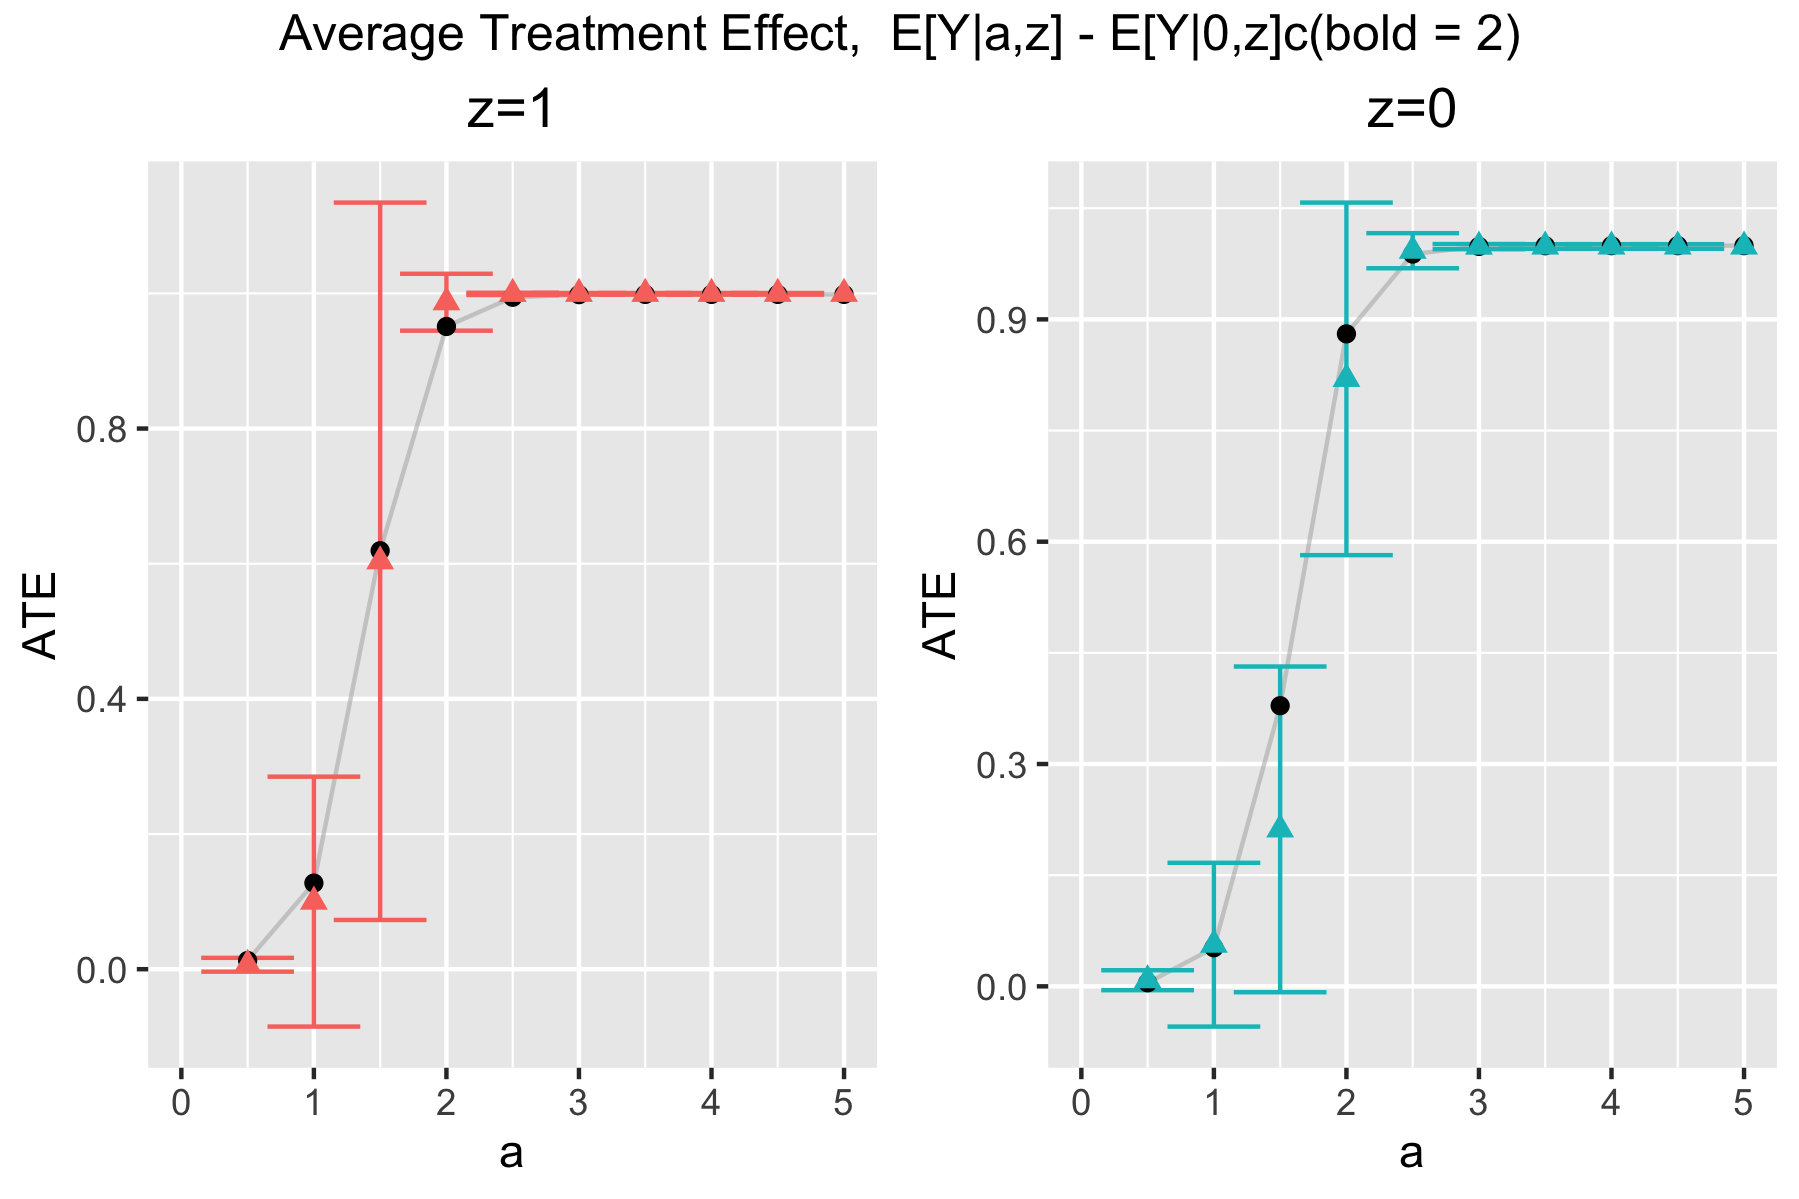 Average Treatment Effect,  E[Y|a,z] - E[Y|0,z]c(bold = 2)
z=1
ATE
0.8
0.4
0.0
0 1 2 3 4 5
a
z=0
ATE
0.9
0.6
0.3
0.0
0 1 2 3 4 5
a